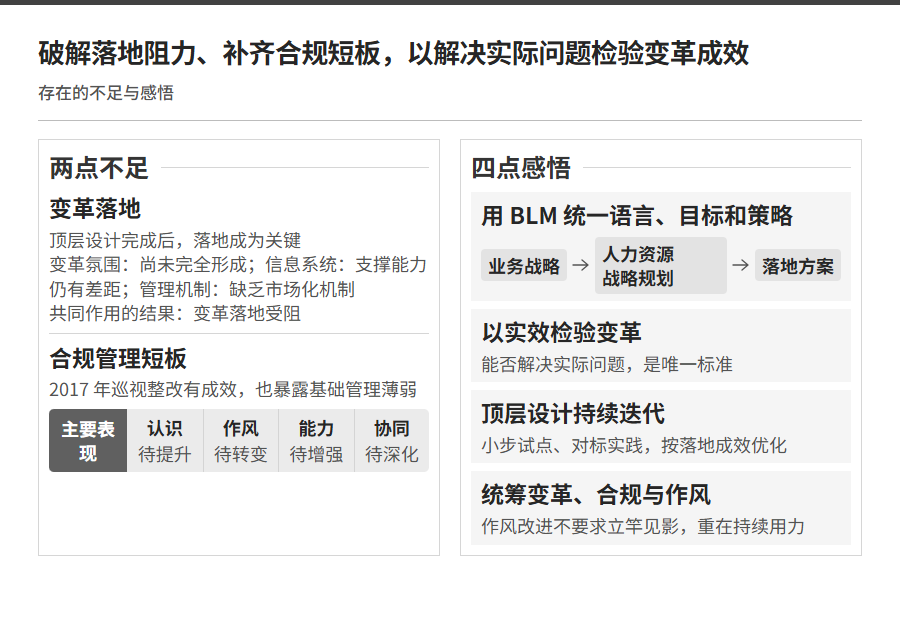 破解落地阻力、补齐合规短板，以解决实际问题检验变革成效
存在的不足与感悟
两点不足
变革落地
顶层设计完成后，落地成为关键
变革氛围：尚未完全形成；信息系统：支撑能力
仍有差距；管理机制：缺乏市场化机制
共同作用的结果：变革落地受阻
合规管理短板
2017 年巡视整改有成效，也暴露基础管理薄弱
主要表
现
认识
待提升
作风
待转变
能力
待增强
协同
待深化
四点感悟
用 BLM 统一语言、目标和策略
业务战略 → 人力资源
战略规划 → 落地方案
以实效检验变革
能否解决实际问题，是唯一标准
顶层设计持续迭代
小步试点、对标实践，按落地成效优化
统筹变革、合规与作风
作风改进不要求立竿见影，重在持续用力